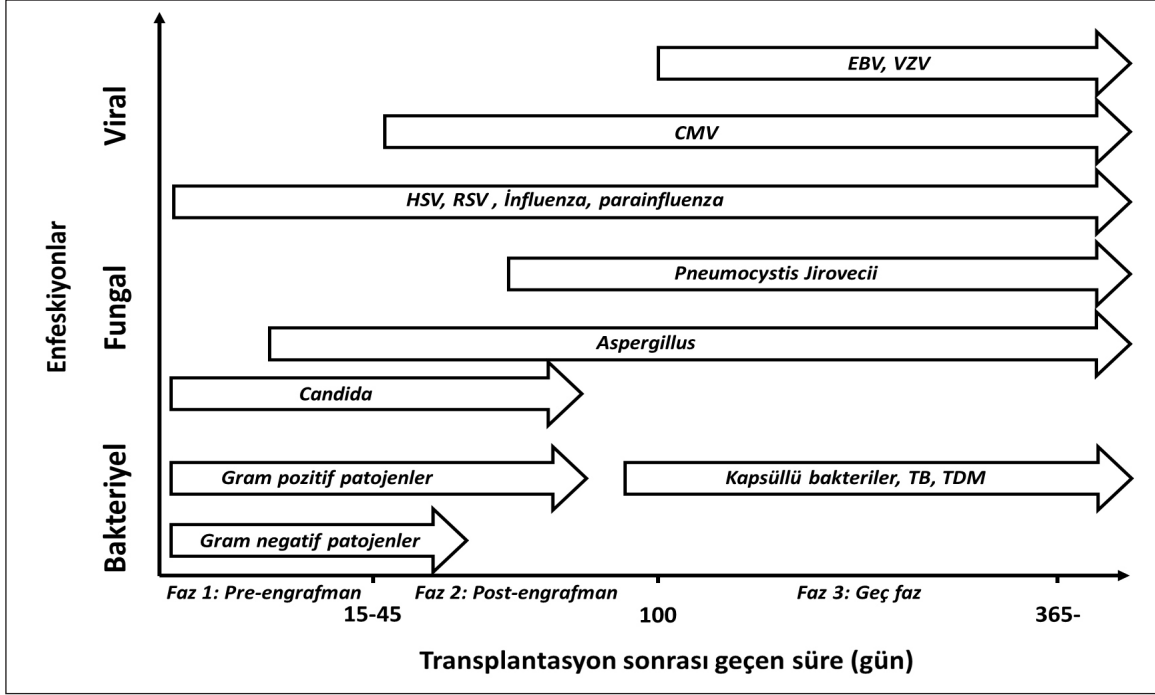 Enfeskiyonlar
Viral
EBV, VZV
CMV
HSV, RSV , İnfluenza, parainfluenza
Fungal
Pneumocystis Jirovecii
Aspergillus
Candida
Bakteriyel
Gram pozitif patojenler
Kapsüllü bakteriler, TB, TDM
Gram negatif patojenler
Faz 1: Pre-engrafman
Faz 2: Post-engrafman
Faz 3: Geç faz
15-45
100
365-
Transplantasyon sonrası geçen süre (gün)